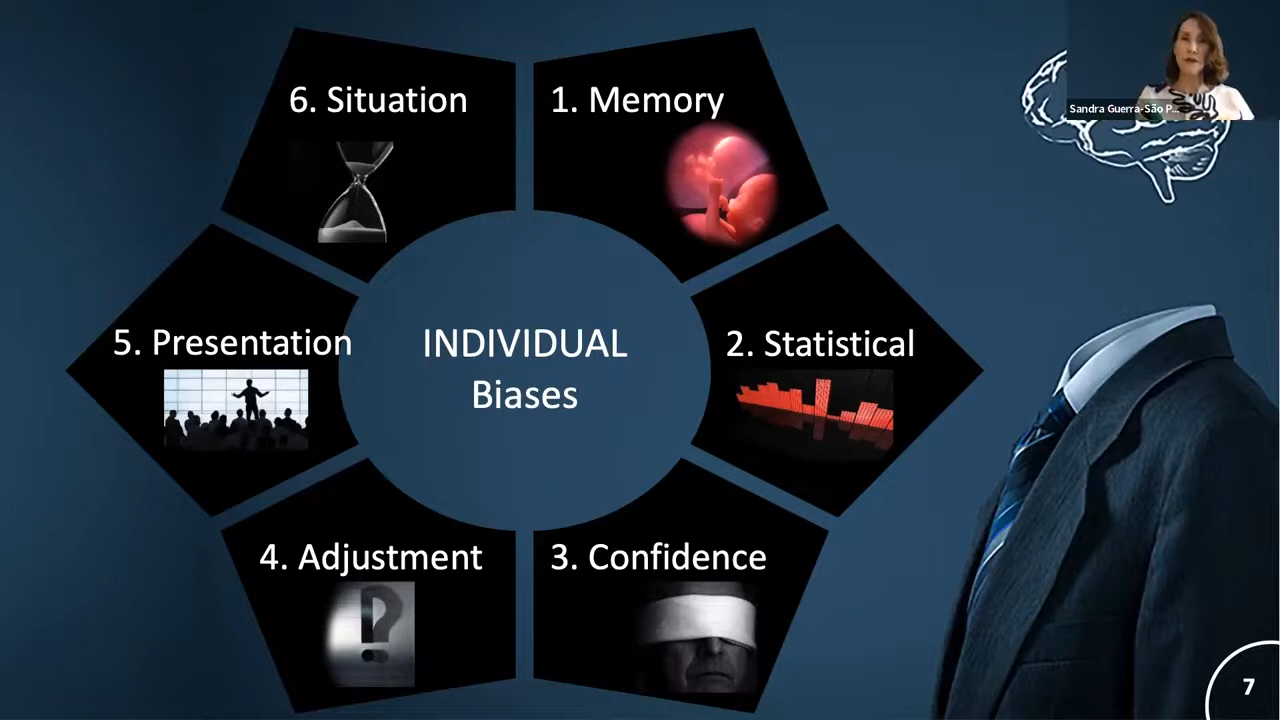 6. Situation
1. Memory
Sandra Guerra-São P...
5. Presentation
INDIVIDUAL
Biases
2. Statistical
4. Adjustment
3. Confidence
7